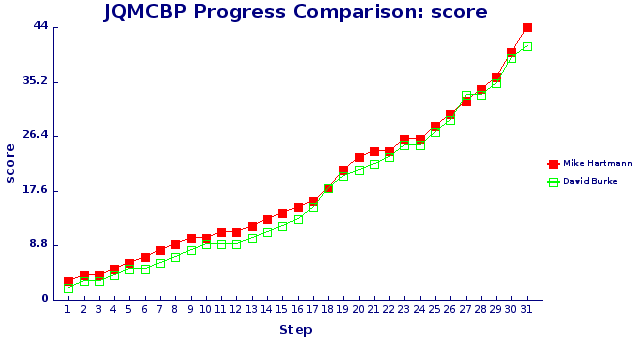 JQMCBP Progress Comparison: score
44
35.2
26.4
17.6
8.8
0
score
1 2 3 4 5 6 7 8 9 10 11 12 13 14 15 16 17 18 19 20 21 22 23 24 25 26 27 28 29 30 31
Step
Mike Hartmann
David Burke